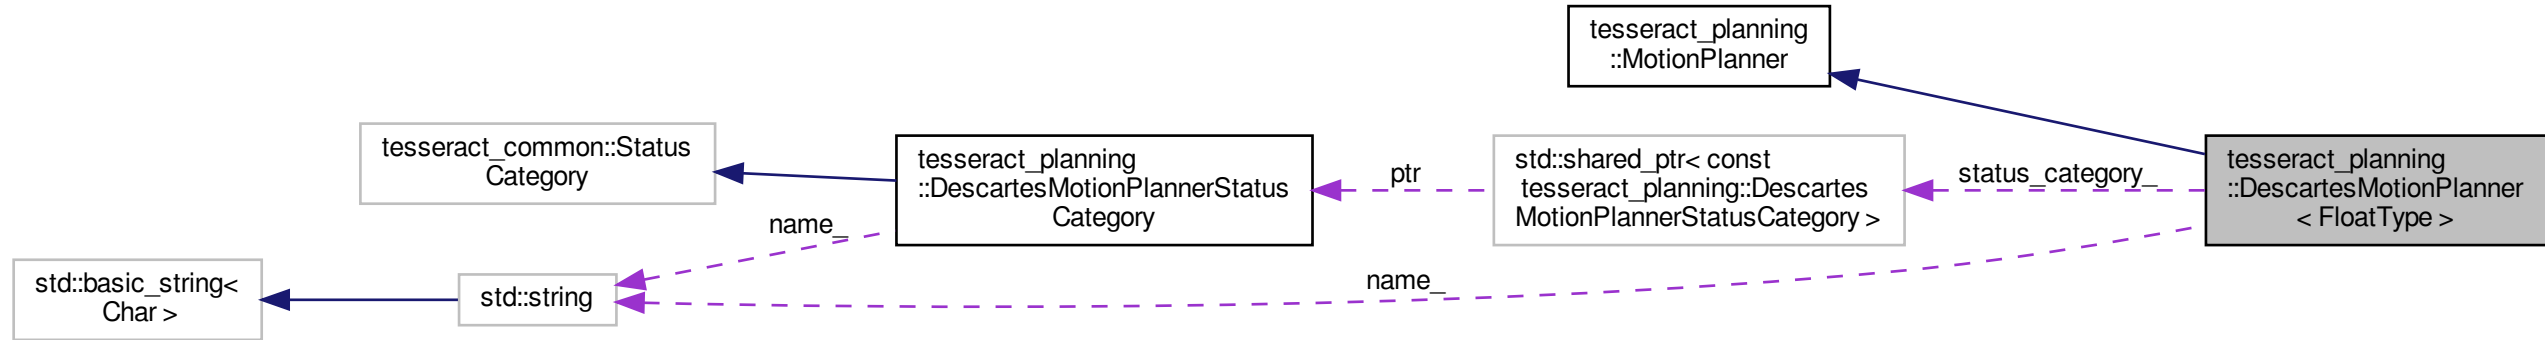 tesseract_planning
::MotionPlanner
tesseract_common::Status
Category
tesseract_planning
::DescartesMotionPlannerStatus
Category
ptr
std::shared_ptr< const
tesseract_planning::Descartes
MotionPlannerStatusCategory >
status_category_
tesseract_planning
::DescartesMotionPlanner
< FloatType >
name_
std::basic_string<
Char >
std::string
name_